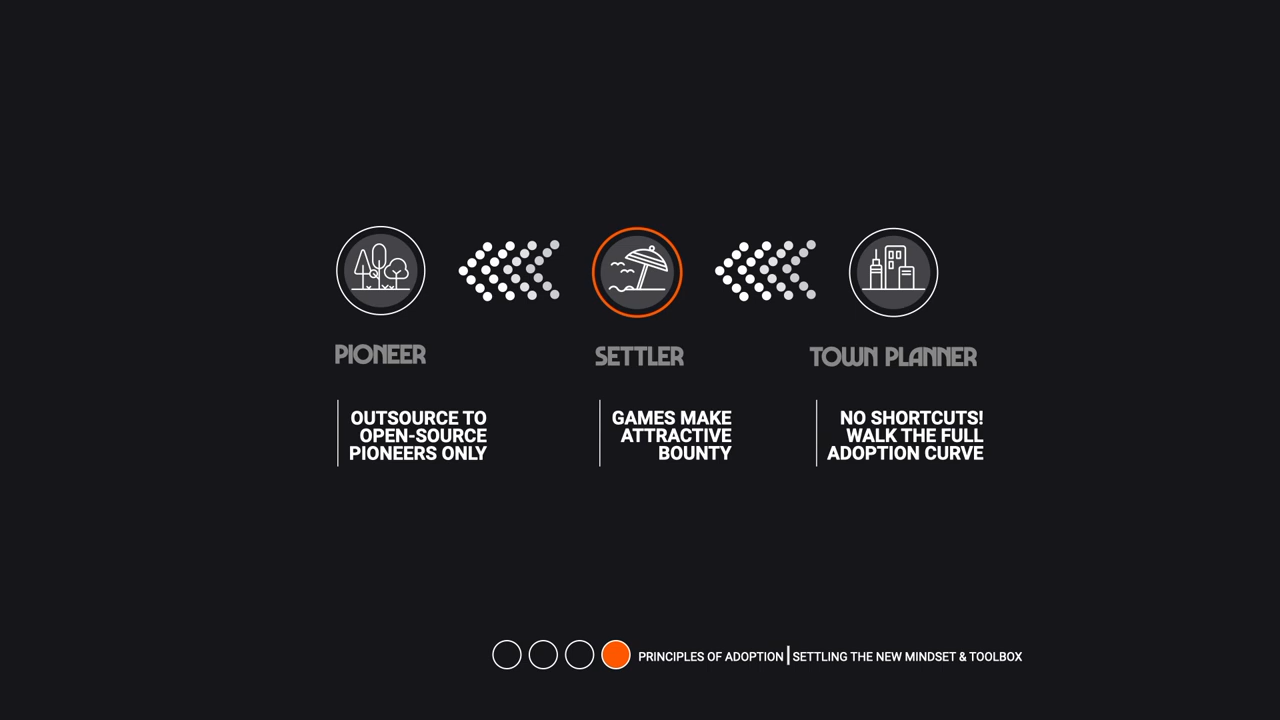 PIONEER
SETTLER
TOWN PLANNER
OUTSOURCE TO
OPEN-SOURCE
PIONEERS ONLY
GAMES MAKE
ATTRACTIVE
BOUNTY
NO SHORTCUTS!
WALK THE FULL
ADOPTION CURVE
PRINCIPLES OF ADOPTION | SETTLING THE NEW MINDSET & TOOLBOX